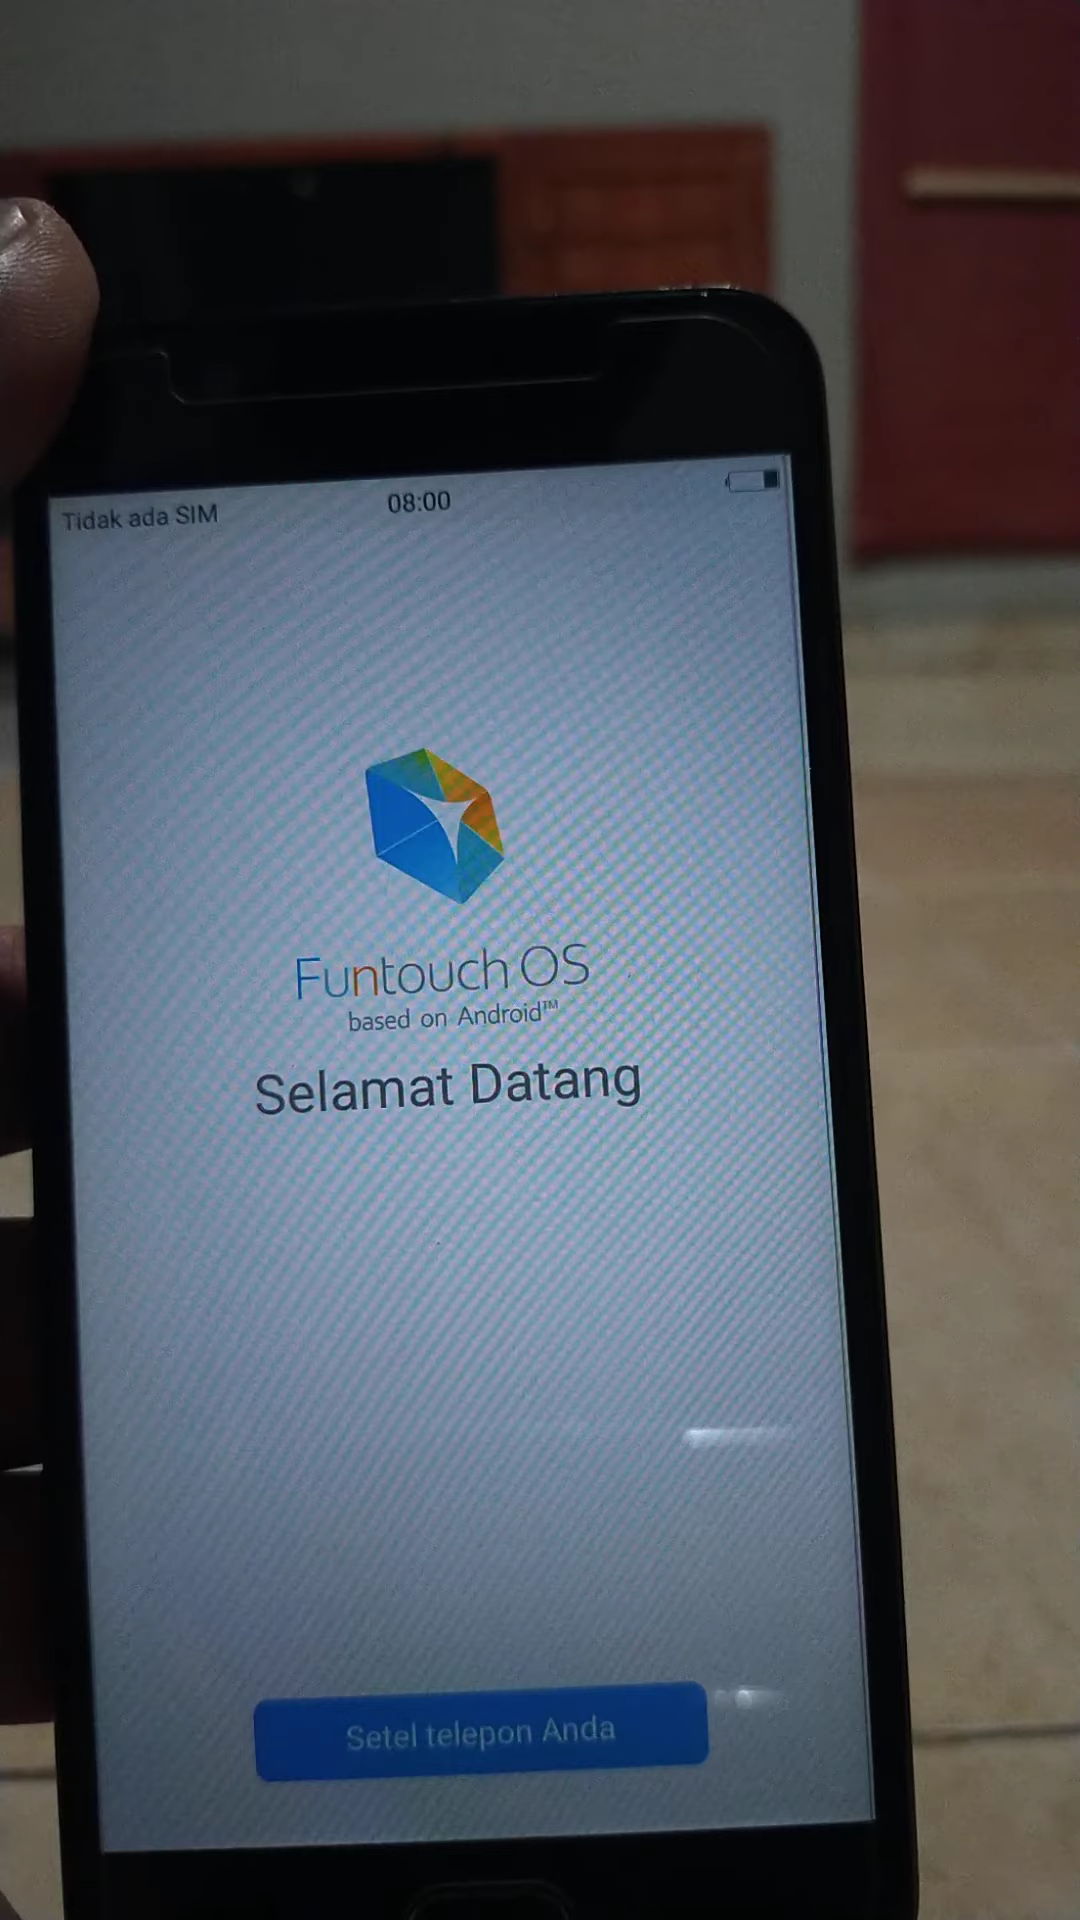 Tidak ada SIM
08:00
Funtouch OS
based on Android™
Selamat Datang
Setel telepon Anda